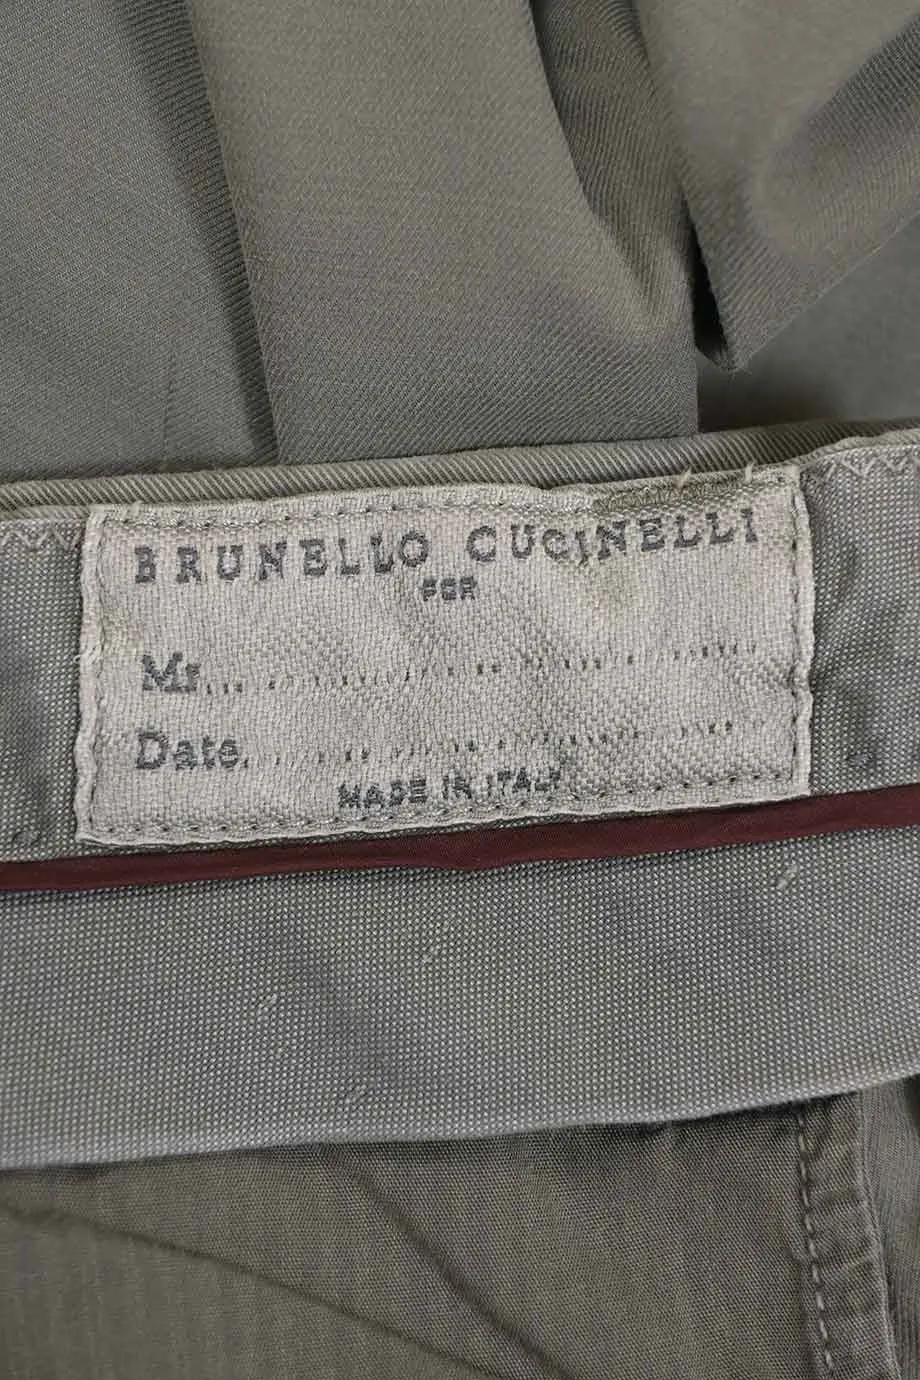 BRUNELLO CUCINELLI
FOR
Mr.............................................
Date.........................................
MADE IN ITALY